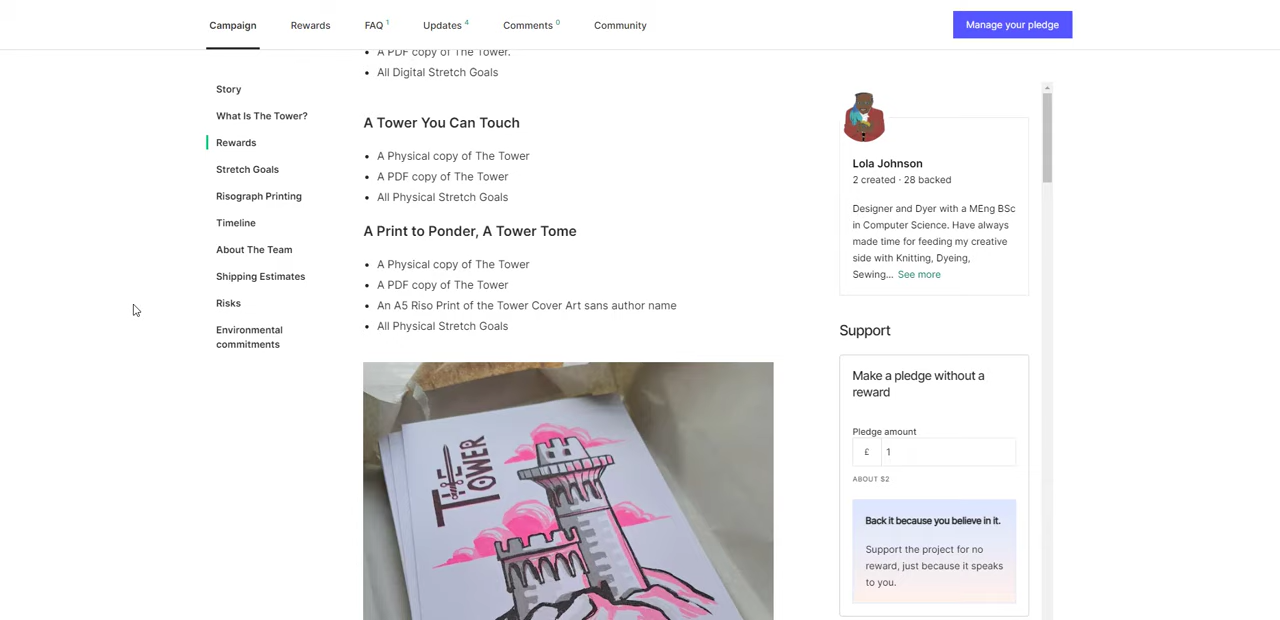 Campaign
Rewards
FAQ 1
Updates 4
Comments 0
Community
Manage your pledge
Story
What Is The Tower?
Rewards
Stretch Goals
Risograph Printing
Timeline
About The Team
Shipping Estimates
Risks
Environmental
commitments
A PDF copy of The Tower.
All Digital Stretch Goals
A Tower You Can Touch
A Physical copy of The Tower
A PDF copy of The Tower
All Physical Stretch Goals
A Print to Ponder, A Tower Tome
A Physical copy of The Tower
A PDF copy of The Tower
An A5 Riso Print of the Tower Cover Art sans author name
All Physical Stretch Goals
THE
TOWER
Lola Johnson
2 created · 28 backed
Designer and Dyer with a MEng BSc
in Computer Science. Have always
made time for feeding my creative
side with Knitting, Dyeing,
Sewing... See more
Support
Make a pledge without a
reward
Pledge amount
£ 1
ABOUT $2
Back it because you believe in it.
Support the project for no
reward, just because it speaks
to you.